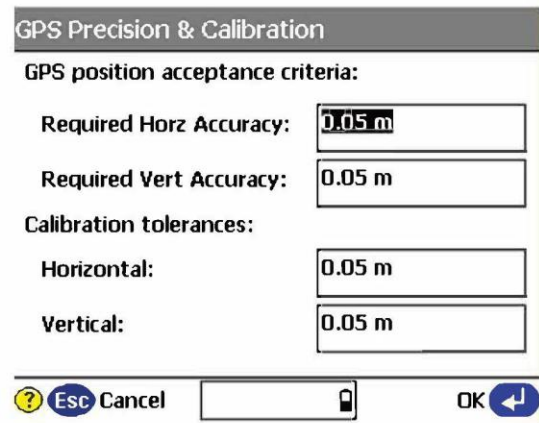 GPS Precision & Calibration
GPS position acceptance criteria:
Required Horz Accuracy: 0.05 m
Required Vert Accuracy: 0.05 m
Calibration tolerances:
Horizontal: 0.05 m
Vertical: 0.05 m
? Esc Cancel OK